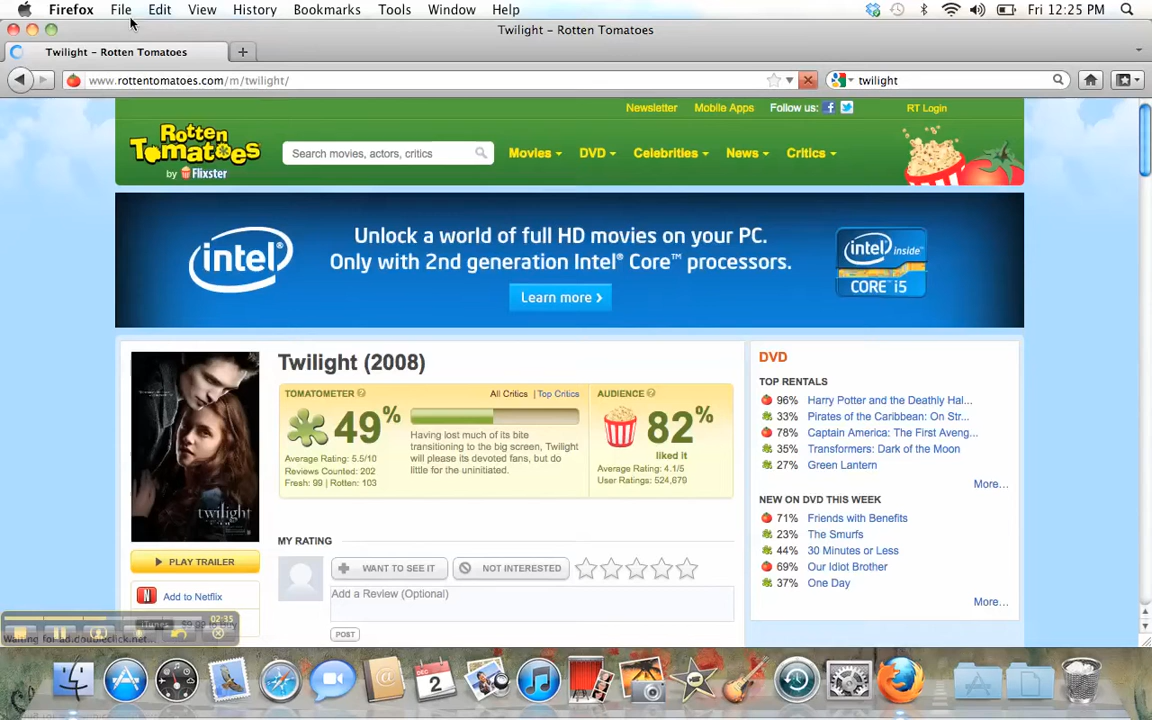 Firefox File Edit View History Bookmarks Tools Window Help Fri 12:25 PM
Twilight – Rotten Tomatoes
Twilight – Rotten Tomatoes
www.rottentomatoes.com/m/twilight/ twilight
Newsletter Mobile Apps Follow us: RT Login
Rotten Tomatoes
by Flixster
Search movies, actors, critics
Movies DVD Celebrities News Critics
intel
Unlock a world of full HD movies on your PC.
Only with 2nd generation Intel® Core™ processors.
Learn more
intel inside
CORE i5
Twilight (2008)
TOMATOMETER All Critics | Top Critics
49%
Average Rating: 5.5/10
Reviews Counted: 202
Fresh: 99 | Rotten: 103
Having lost much of its bite
transitioning to the big screen, Twilight
will please its devoted fans, but do
little for the uninitiated.
AUDIENCE
82%
liked it
Average Rating: 4.1/5
User Ratings: 524,679
twilight
PLAY TRAILER
Add to Netflix
MY RATING
WANT TO SEE IT NOT INTERESTED
Add a Review (Optional)
POST
DVD
TOP RENTALS
96% Harry Potter and the Deathly Hal...
33% Pirates of the Caribbean: On Str...
78% Captain America: The First Aveng...
35% Transformers: Dark of the Moon
27% Green Lantern
More...
NEW ON DVD THIS WEEK
71% Friends with Benefits
23% The Smurfs
44% 30 Minutes or Less
69% Our Idiot Brother
37% One Day
More...
02:35
Waiting for ad.doubleclick.net...
DEC
2